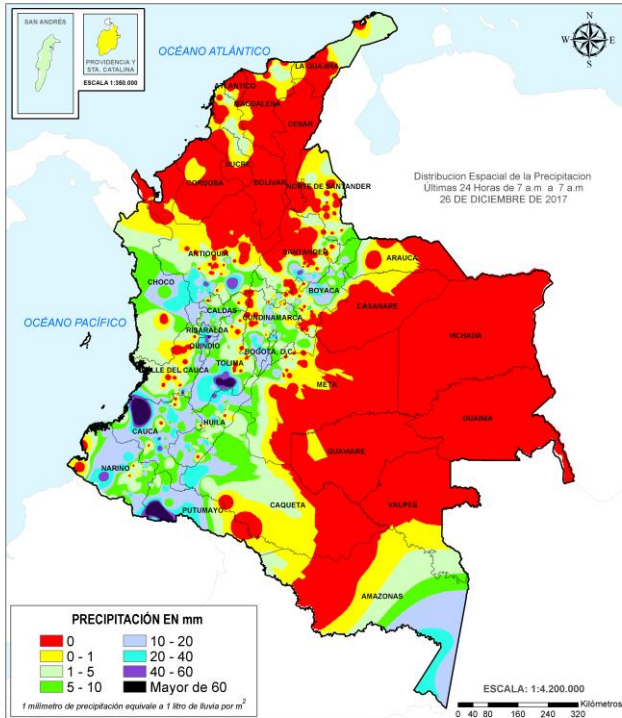 SAN ANDRÉS
PROVIDENCIA Y
STA. CATALINA
ESCALA 1:350.000
OCÉANO ATLÁNTICO
N
W E
S
LA GUAJIRA
ATLANTICO
MAGDALENA
CESAR
SUCRE
CORDOBA
BOLIVAR
NORTE DE SANTANDER
Distribucion Espacial de la Precipitacion
Últimas 24 Horas de 7 a.m a 7 a.m
26 DE DICIEMBRE DE 2017
ANTIOQUIA
SANTANDER
ARAUCA
CHOCO
BOYACA
CALDAS
CASANARE
OCÉANO PACÍFICO
CUNDINAMARCA
VICHADA
RISARALDA
QUINDIO
BOGOTA, D.C.
TOLIMA
VALLE DEL CAUCA
META
GUAINIA
CAUCA
HUILA
GUAVIARE
NARIÑO
CAQUETA
VAUPES
PUTUMAYO
AMAZONAS
PRECIPITACIÓN EN mm
0
0 - 1
1 - 5
5 - 10
10 - 20
20 - 40
40 - 60
Mayor de 60
1 milimetro de precipitación equivale a 1 litro de lluvia por m²
ESCALA: 1:4.200.000
Kilómetros
0 40 80 160 240 320